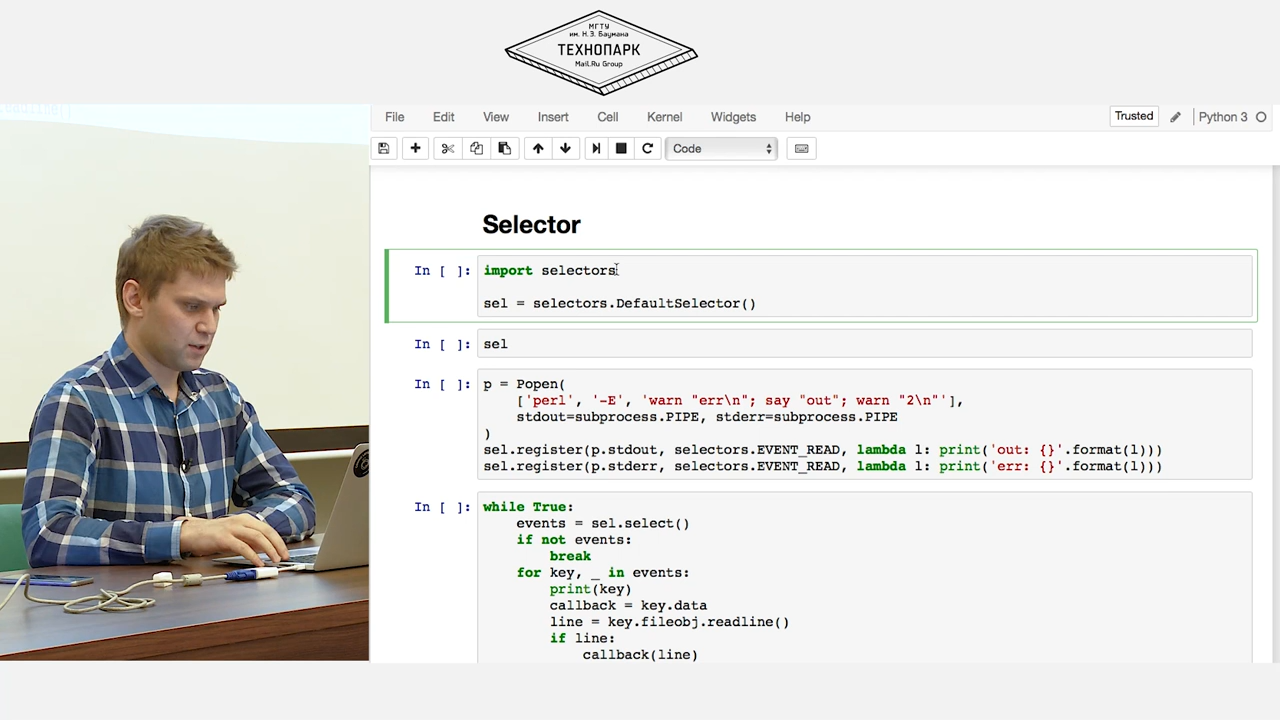 МГТУ
им. Н.Э. Баумана
ТЕХНОПАРК
Mail.Ru Group
File Edit View Insert Cell Kernel Widgets Help Trusted Python 3
Code
Selector
In [ ]: import selectors
sel = selectors.DefaultSelector()
In [ ]: sel
In [ ]: p = Popen(
['perl', '-E', 'warn "err\n"; say "out"; warn "2\n"'],
stdout=subprocess.PIPE, stderr=subprocess.PIPE
)
sel.register(p.stdout, selectors.EVENT_READ, lambda l: print('out: {}'.format(l)))
sel.register(p.stderr, selectors.EVENT_READ, lambda l: print('err: {}'.format(l)))
In [ ]: while True:
events = sel.select()
if not events:
break
for key, _ in events:
print(key)
callback = key.data
line = key.fileobj.readline()
if line:
callback(line)